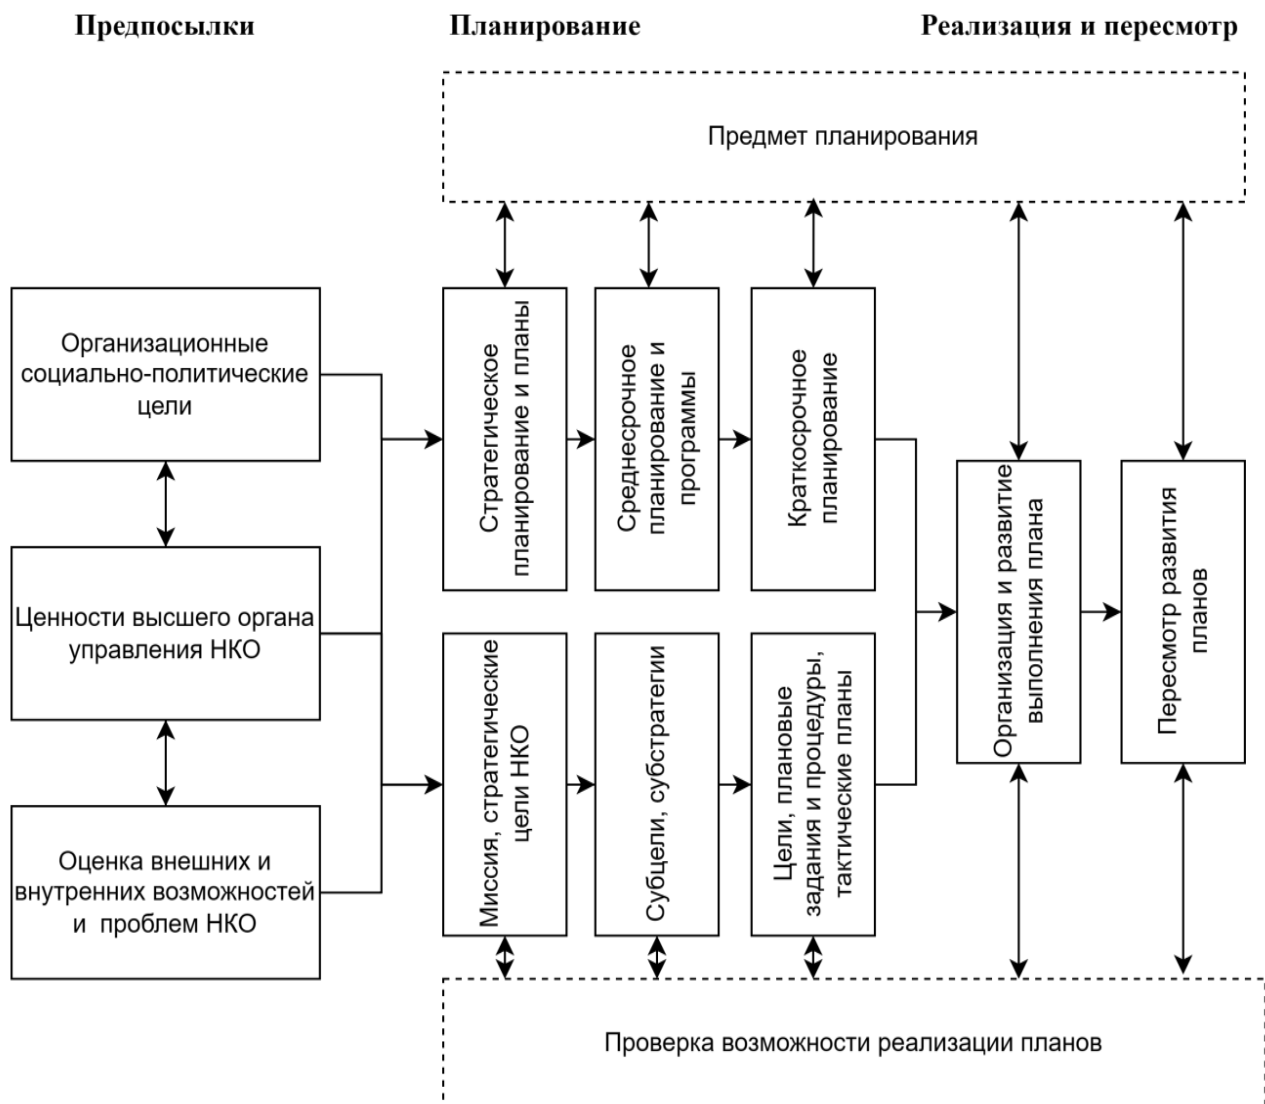 Предпосылки
Планирование
Реализация и пересмотр
Предмет планирования
Организационные
социально-политические
цели
Ценности высшего органа
управления НКО
Оценка внешних и
внутренних возможностей
и проблем НКО
Стратегическое
планирование и планы
Среднесрочное
планирование и
программы
Краткосрочное
планирование
Миссия, стратегические
цели НКО
Субцели, субстратегии
Цели, плановые
задания и процедуры,
тактические планы
Организация и развитие
выполнения плана
Пересмотр развития
планов
Проверка возможности реализации планов